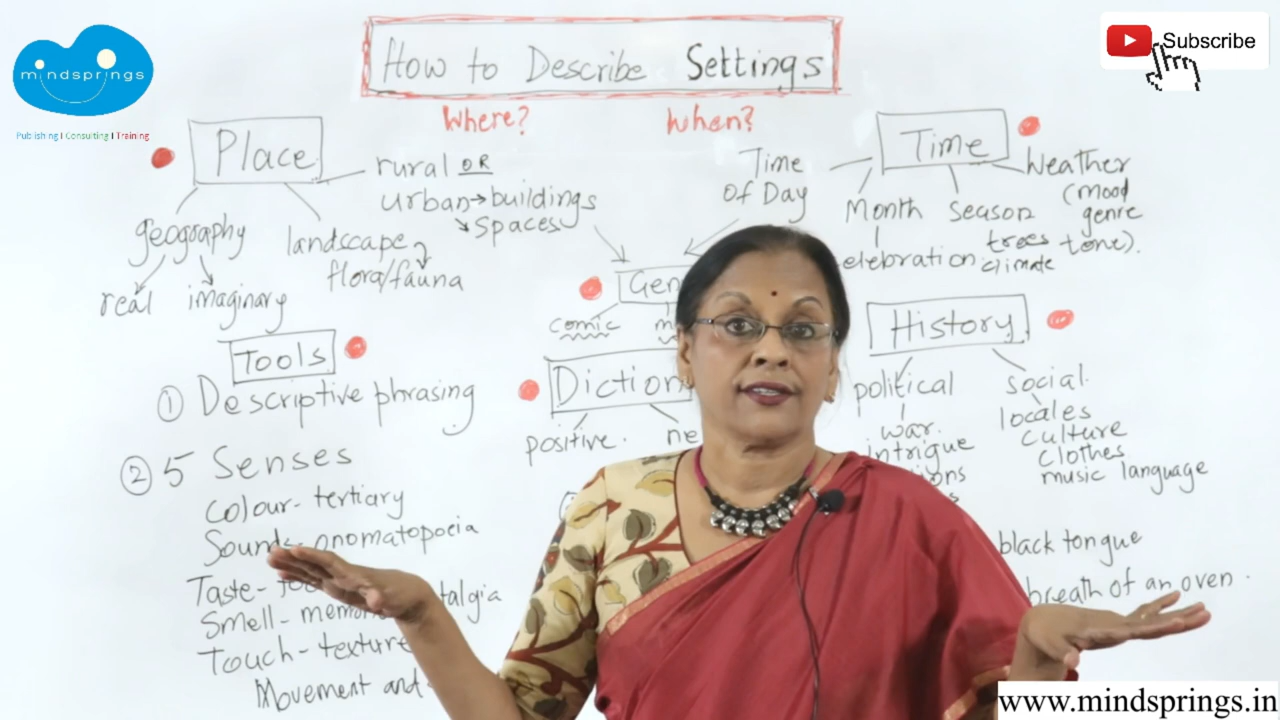 mindsprings
Publishing I Consulting I Training
Subscribe
How to Describe Settings
Where?
When?
Place
rural OR
urban→buildings
↘spaces
geography
landscape
flora/fauna
real
imaginary
Time
Time
Of Day
Month
celebration
season
trees
climate
Weather
(mood
genre
tone).
comic
Tools
① Descriptive phrasing
② 5 Senses
Colour- tertiary
Sound- onomatopoeia
Taste-
Smell-
Touch- texture
Movement and
Diction
positive.
History
political
war.
intrigue
social.
locales
culture
clothes
music language
black tongue
breath of an oven.
www.mindsprings.in